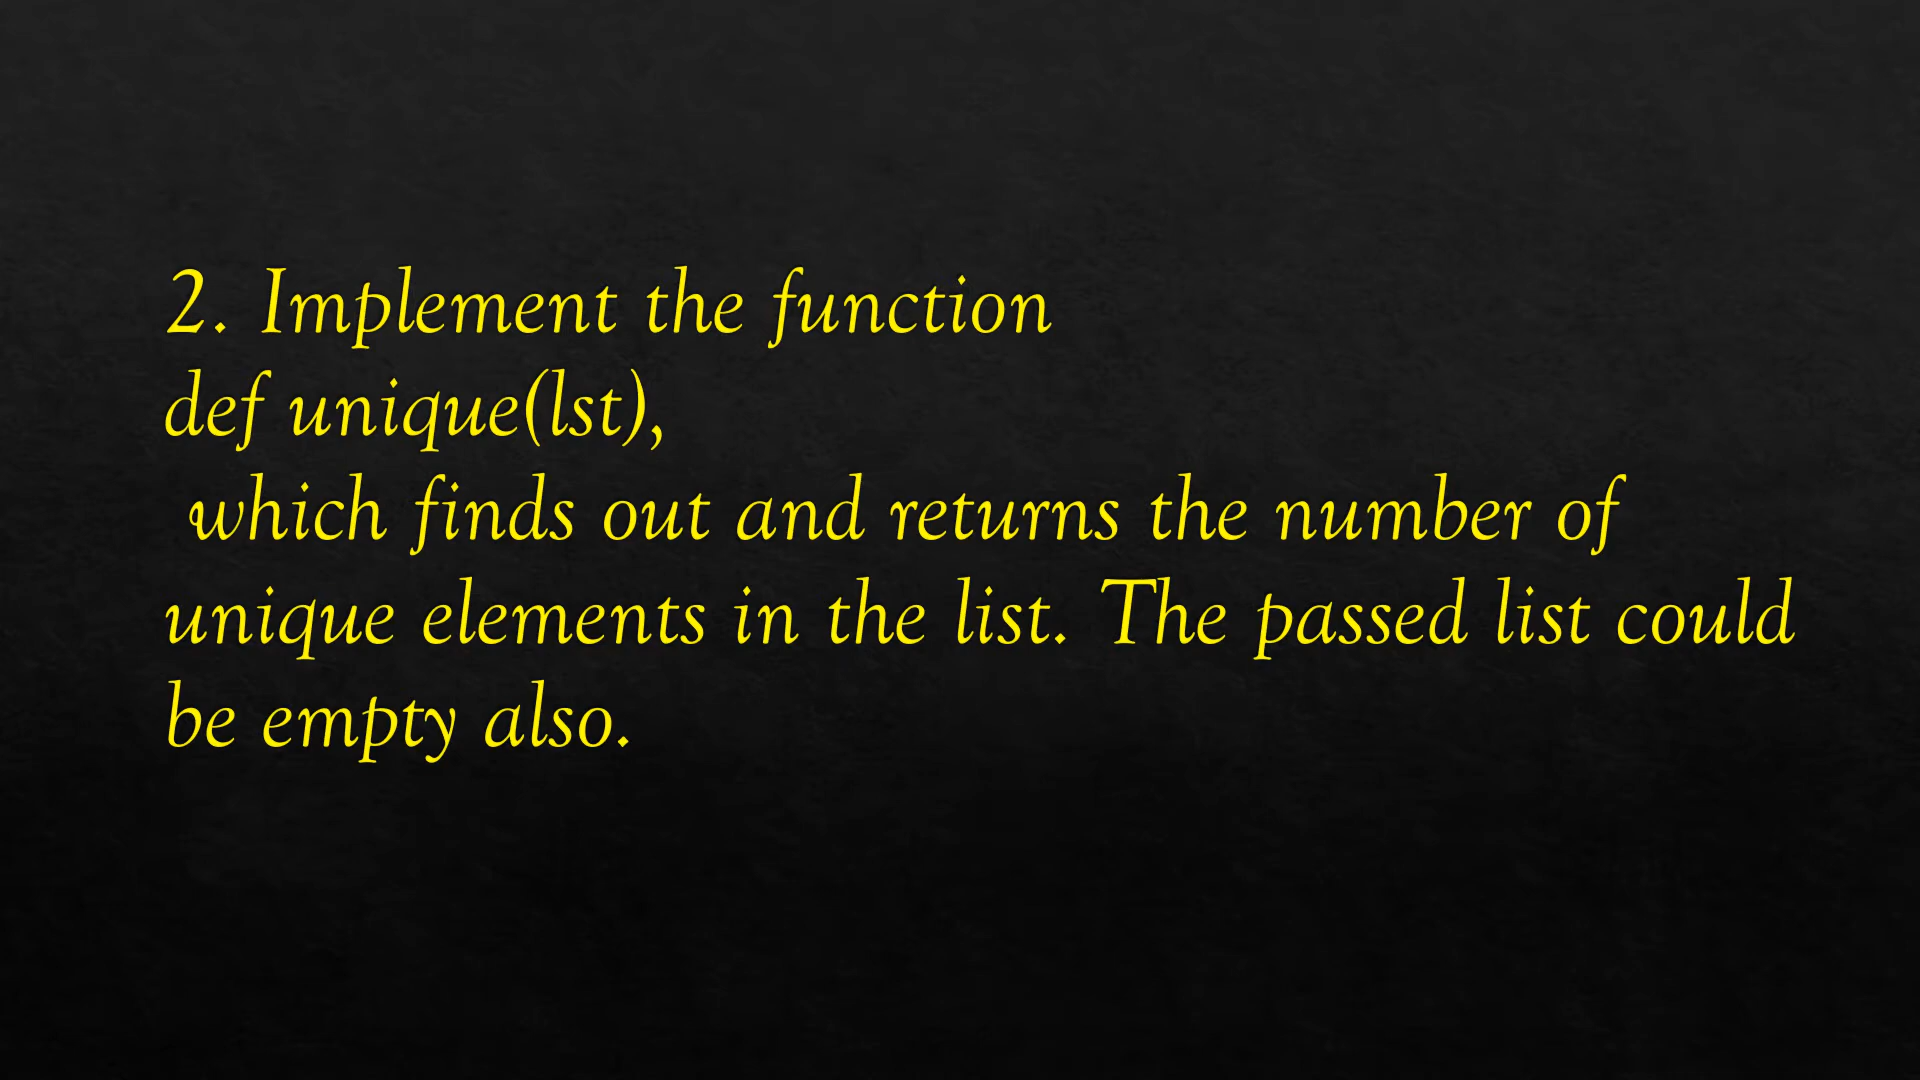 2. Implement the function
def unique(lst),
which finds out and returns the number of
unique elements in the list. The passed list could
be empty also.